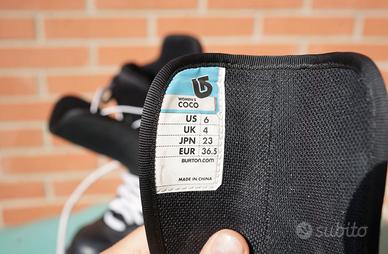 WOMEN'S
COCO
US 6
UK 4
JPN 23
EUR 36.5
BURTON.COM
MADE IN CHINA
subito